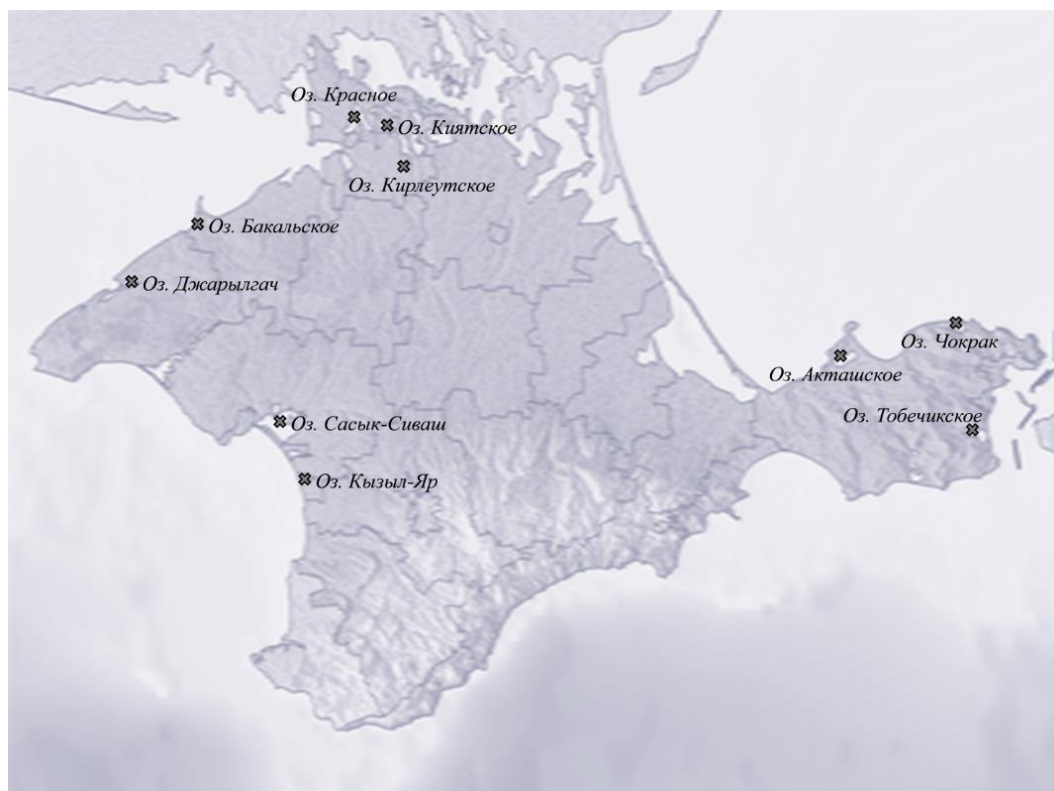 Оз. Красное
Оз. Киятское
Оз. Кирлеутское
Оз. Бакальское
Оз. Джарылгач
Оз. Чокрак
Оз. Акташское
Оз. Тобечикское
Оз. Сасык-Сиваш
Оз. Кызыл-Яр